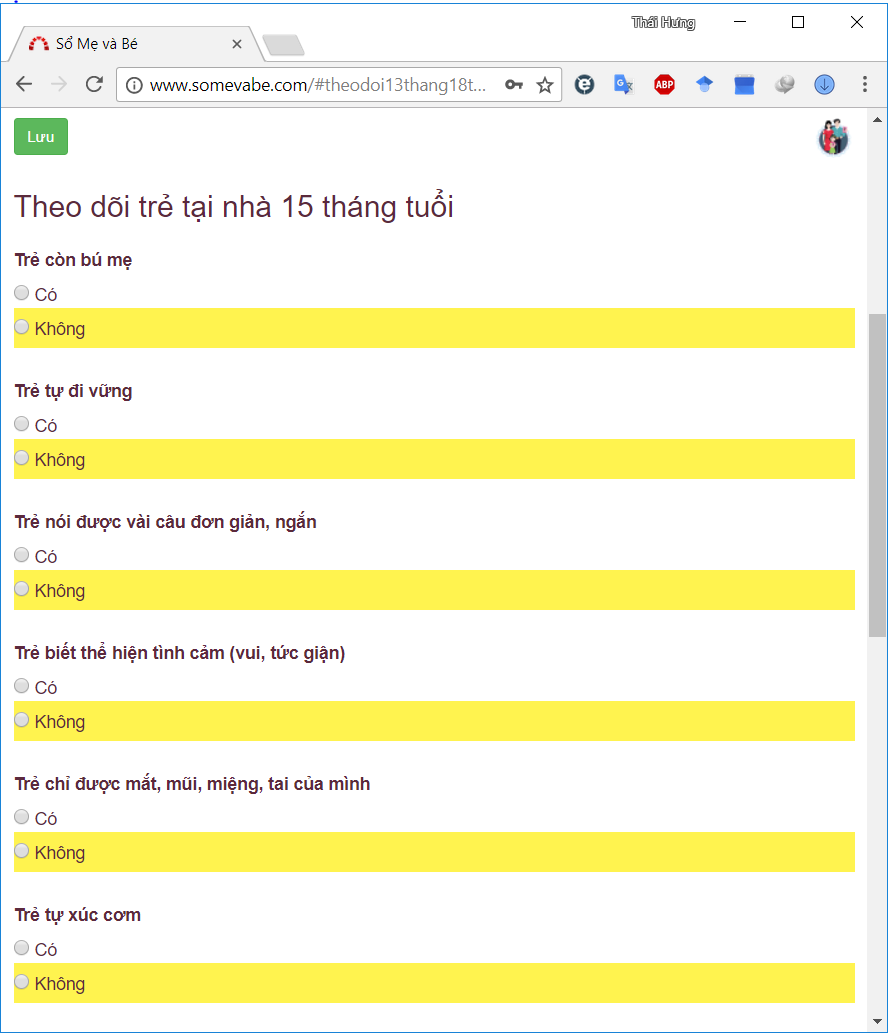 Thái Hưng
Sổ Mẹ và Bé
www.somevabe.com/#theodoi13thang18t...
G
ABP
Lưu
Theo dõi trẻ tại nhà 15 tháng tuổi
Trẻ còn bú mẹ
Có
Không
Trẻ tự đi vững
Có
Không
Trẻ nói được vài câu đơn giản, ngắn
Có
Không
Trẻ biết thể hiện tình cảm (vui, tức giận)
Có
Không
Trẻ chỉ được mắt, mũi, miệng, tai của mình
Có
Không
Trẻ tự xúc cơm
Có
Không